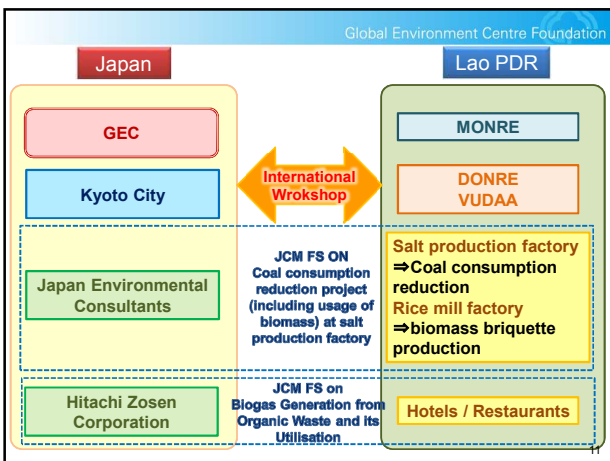 Global Environment Centre Foundation
Japan
Lao PDR
GEC
MONRE
International
Wrokshop
Kyoto City
DONRE
VUDAA
Japan Environmental
Consultants
JCM FS ON
Coal consumption
reduction project
(including usage of
biomass) at salt
production factory
Salt production factory
⇒Coal consumption
reduction
Rice mill factory
⇒biomass briquette
production
Hitachi Zosen
Corporation
JCM FS on
Biogas Generation from
Organic Waste and its
Utilisation
Hotels / Restaurants
11